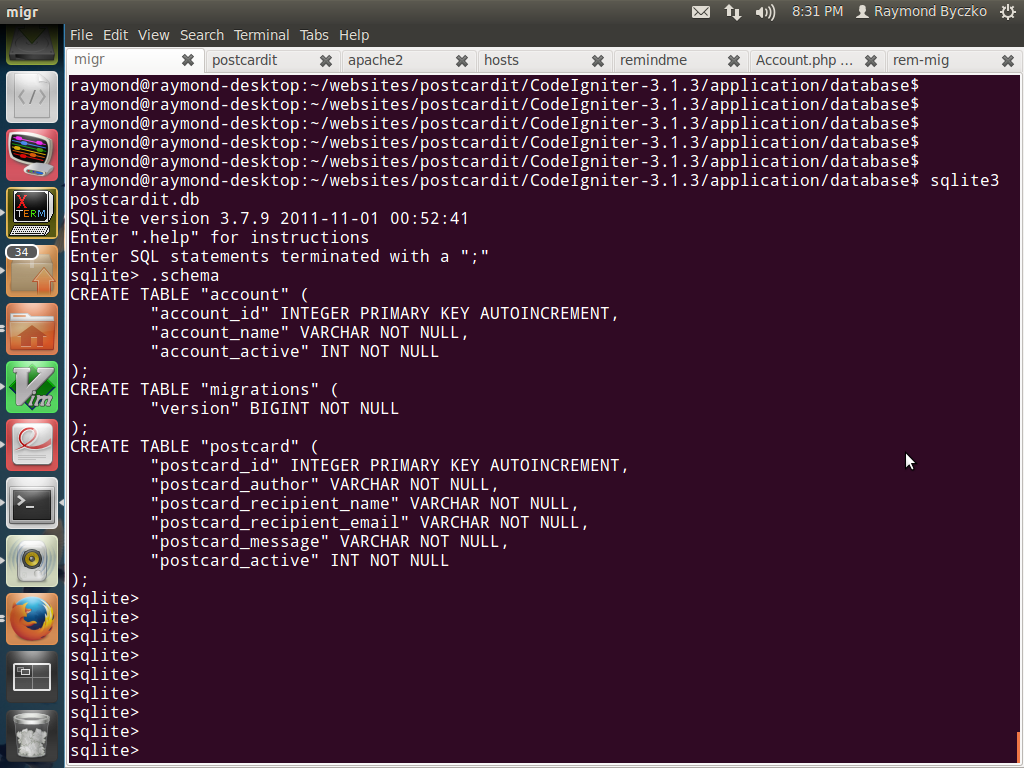 migr
8:31 PM
Raymond Byczko
File Edit View Search Terminal Tabs Help
migr
postcardit
apache2
hosts
remindme
Account.php ...
rem-mig
raymond@raymond-desktop:~/websites/postcardit/CodeIgniter-3.1.3/application/database$
raymond@raymond-desktop:~/websites/postcardit/CodeIgniter-3.1.3/application/database$
raymond@raymond-desktop:~/websites/postcardit/CodeIgniter-3.1.3/application/database$
raymond@raymond-desktop:~/websites/postcardit/CodeIgniter-3.1.3/application/database$
raymond@raymond-desktop:~/websites/postcardit/CodeIgniter-3.1.3/application/database$
raymond@raymond-desktop:~/websites/postcardit/CodeIgniter-3.1.3/application/database$ sqlite3
postcardit.db
SQLite version 3.7.9 2011-11-01 00:52:41
Enter ".help" for instructions
Enter SQL statements terminated with a ";"
sqlite> .schema
CREATE TABLE "account" (
"account_id" INTEGER PRIMARY KEY AUTOINCREMENT,
"account_name" VARCHAR NOT NULL,
"account_active" INT NOT NULL
);
CREATE TABLE "migrations" (
"version" BIGINT NOT NULL
);
CREATE TABLE "postcard" (
"postcard_id" INTEGER PRIMARY KEY AUTOINCREMENT,
"postcard_author" VARCHAR NOT NULL,
"postcard_recipient_name" VARCHAR NOT NULL,
"postcard_recipient_email" VARCHAR NOT NULL,
"postcard_message" VARCHAR NOT NULL,
"postcard_active" INT NOT NULL
);
sqlite>
sqlite>
sqlite>
sqlite>
sqlite>
sqlite>
sqlite>
sqlite>
sqlite>
</>
X
TERM
34
Vim
>_